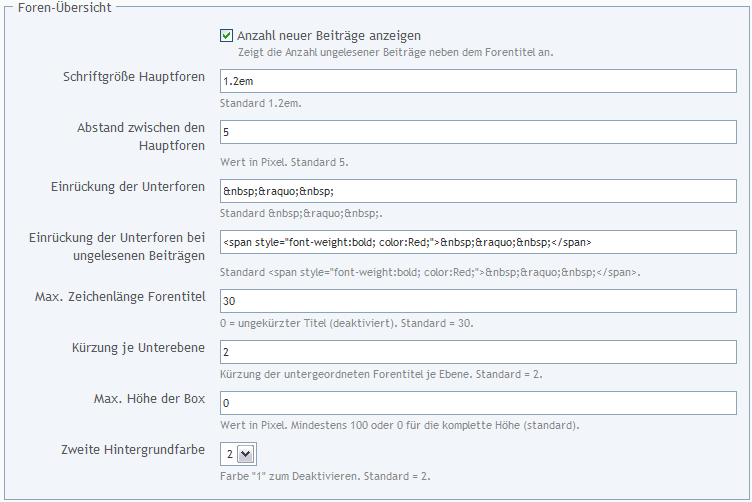 Foren-Übersicht
Anzahl neuer Beiträge anzeigen
Zeigt die Anzahl ungelesener Beiträge neben dem Forentitel an.
Schriftgröße Hauptforen
1.2em
Standard 1.2em.
Abstand zwischen den
Hauptforen
5
Wert in Pixel. Standard 5.
Einrückung der Unterforen
&nbsp;&raquo;&nbsp;
Standard &nbsp;&raquo;&nbsp;.
Einrückung der Unterforen bei
ungelesenen Beiträgen
<span style="font-weight:bold; color:Red;">&nbsp;&raquo;&nbsp;</span>
Standard <span style="font-weight:bold; color:Red;">&nbsp;&raquo;&nbsp;</span>.
Max. Zeichenlänge Forentitel
30
0 = ungekürzter Titel (deaktiviert). Standard = 30.
Kürzung je Unterebene
2
Kürzung der untergeordneten Forentitel je Ebene. Standard = 2.
Max. Höhe der Box
0
Wert in Pixel. Mindestens 100 oder 0 für die komplette Höhe (standard).
Zweite Hintergrundfarbe
2
Farbe "1" zum Deaktivieren. Standard = 2.